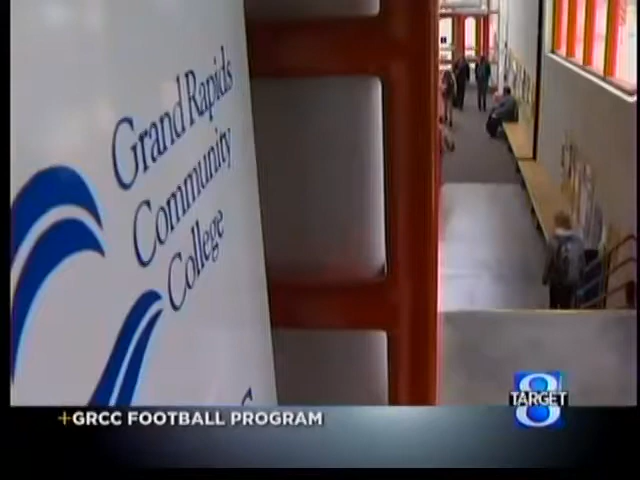 Grand Rapids
Community
College
+GRCC FOOTBALL PROGRAM
TARGET 8